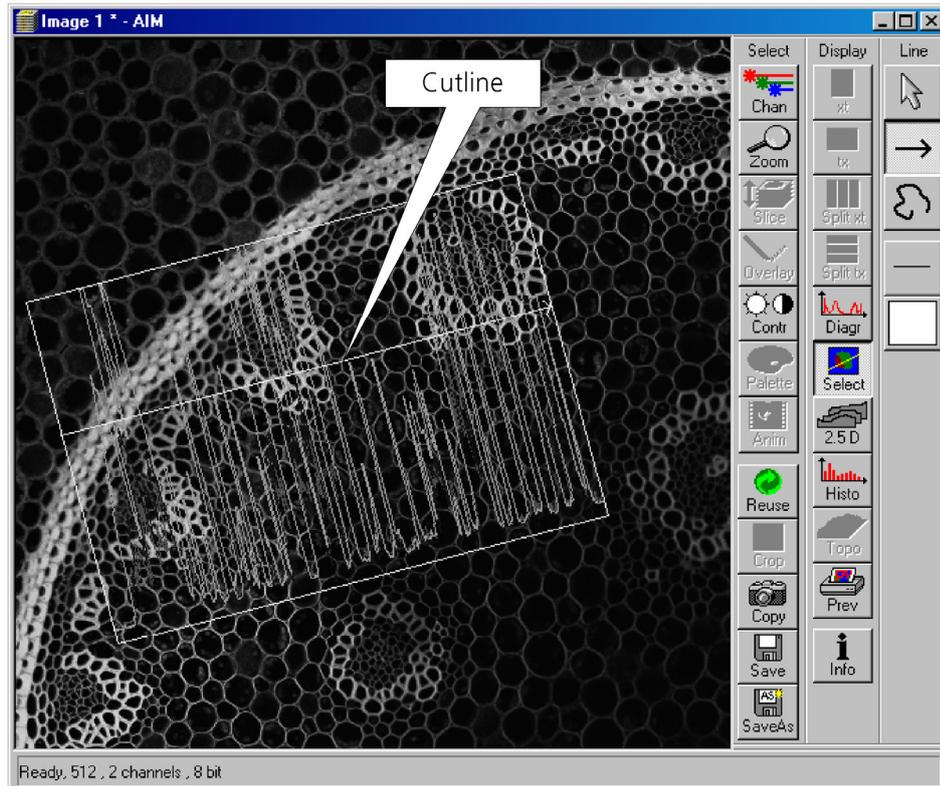 Image 1 * - AIM
Cutline
Select
Chan
Zoom
Slice
Overlay
Contr
Palette
Anim
Reuse
Crop
Copy
Save
AS
SaveAs
Display
xt
tx
Split xt
Split tx
Diagr
Select
2.5 D
Histo
Topo
Prev
i
Info
Line
Ready, 512 , 2 channels , 8 bit